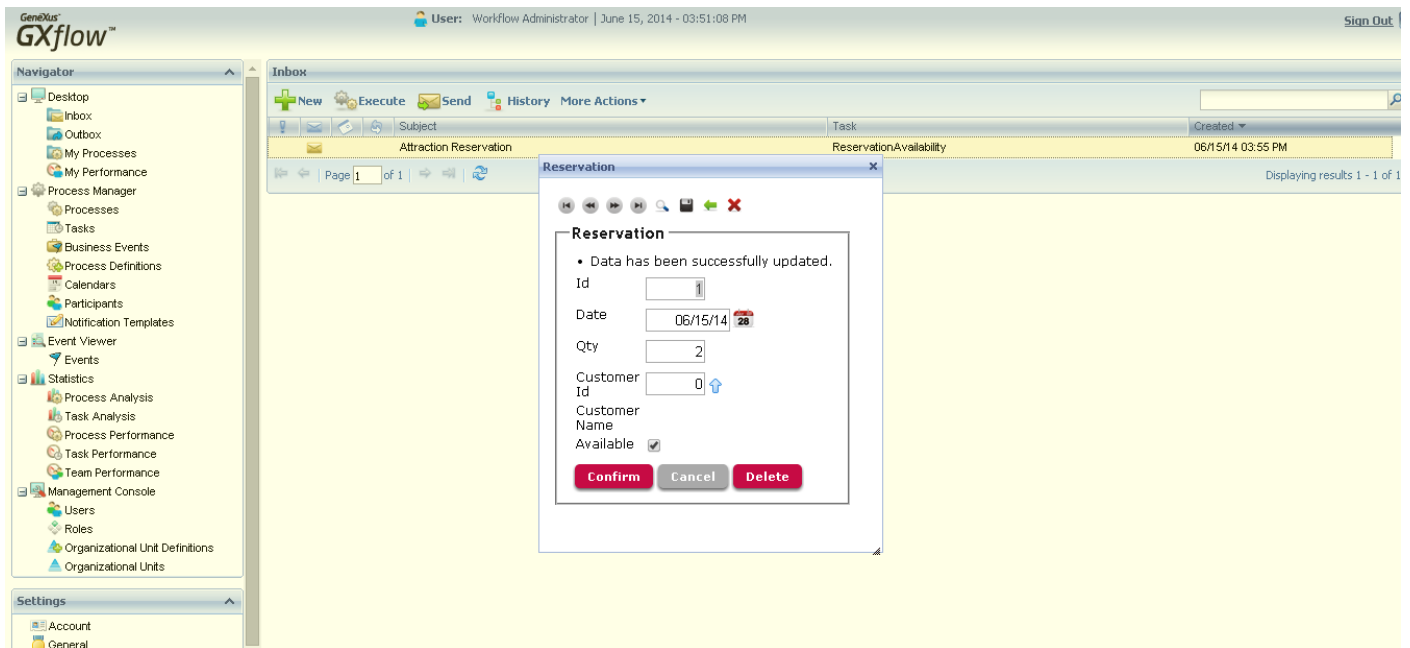 GeneXus™
GXflow™
User: Workflow Administrator | June 15, 2014 - 03:51:08 PM
Sign Out
Navigator
Desktop
Inbox
Outbox
My Processes
My Performance
Process Manager
Processes
Tasks
Business Events
Process Definitions
Calendars
Participants
Notification Templates
Event Viewer
Events
Statistics
Process Analysis
Task Analysis
Process Performance
Task Performance
Team Performance
Management Console
Users
Roles
Organizational Unit Definitions
Organizational Units
Settings
Account
General
Inbox
New Execute Send History More Actions
Subject Task Created
Attraction Reservation ReservationAvailability 06/15/14 03:55 PM
Page 1 of 1 Displaying results 1 - 1 of 1
Reservation x
Reservation
• Data has been successfully updated.
Id 1
Date 06/15/14 28
Qty 2
Customer Id 0
Customer Name
Available
Confirm Cancel Delete